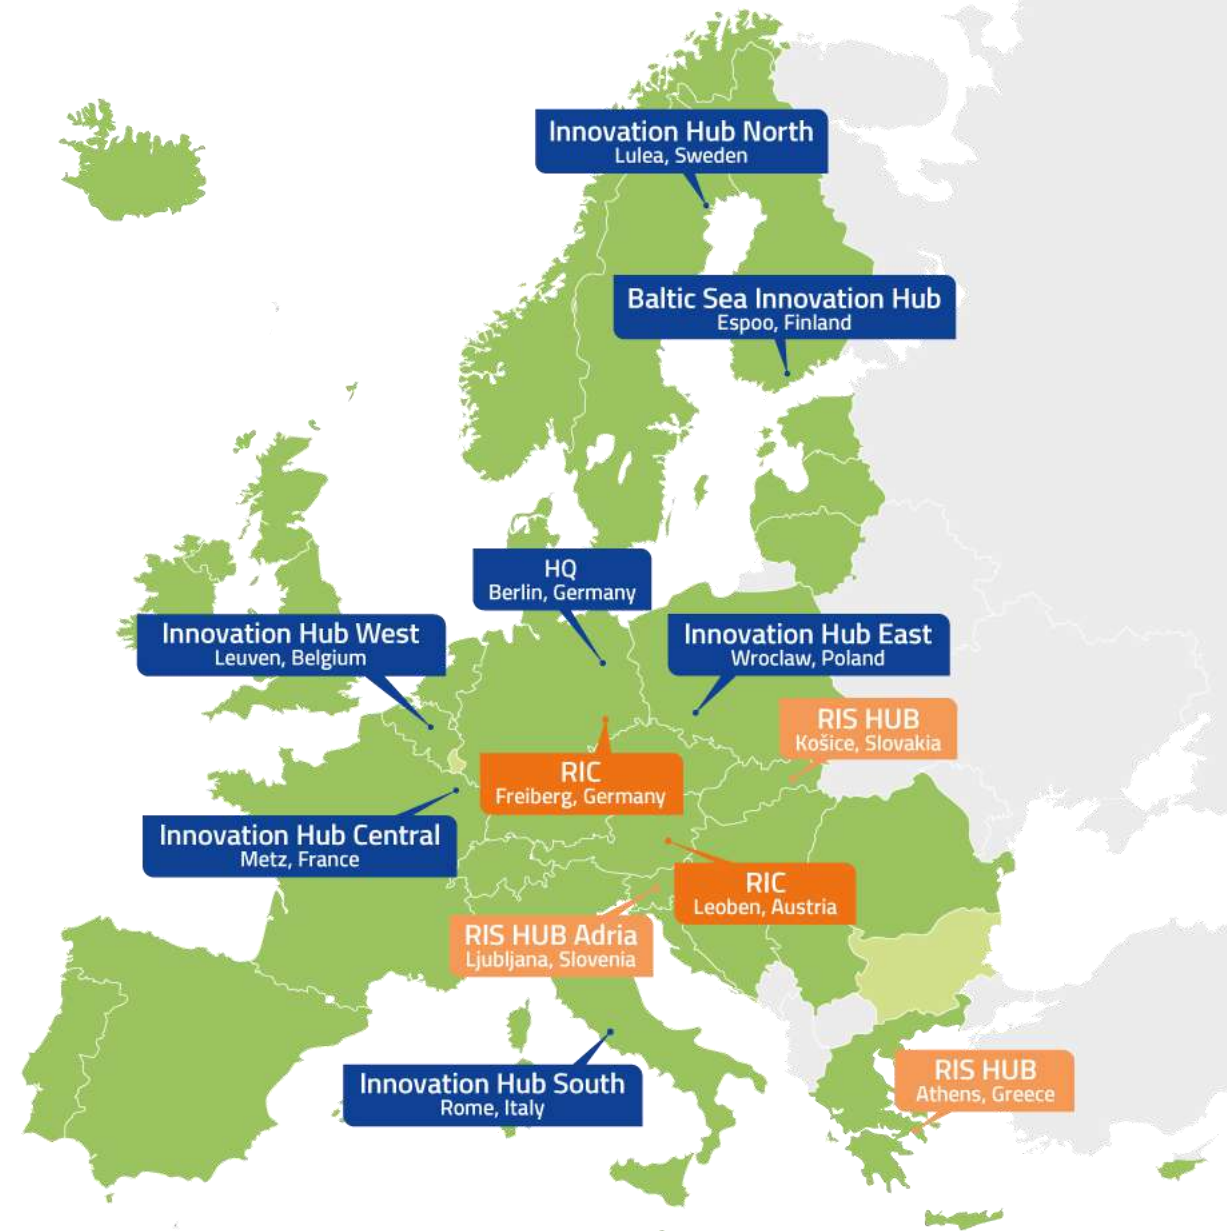 Innovation Hub North
Lulea, Sweden
Baltic Sea Innovation Hub
Espoo, Finland
HQ
Berlin, Germany
Innovation Hub West
Leuven, Belgium
Innovation Hub East
Wroclaw, Poland
RIS HUB
Košice, Slovakia
RIC
Freiberg, Germany
Innovation Hub Central
Metz, France
RIC
Leoben, Austria
RIS HUB Adria
Ljubljana, Slovenia
Innovation Hub South
Rome, Italy
RIS HUB
Athens, Greece